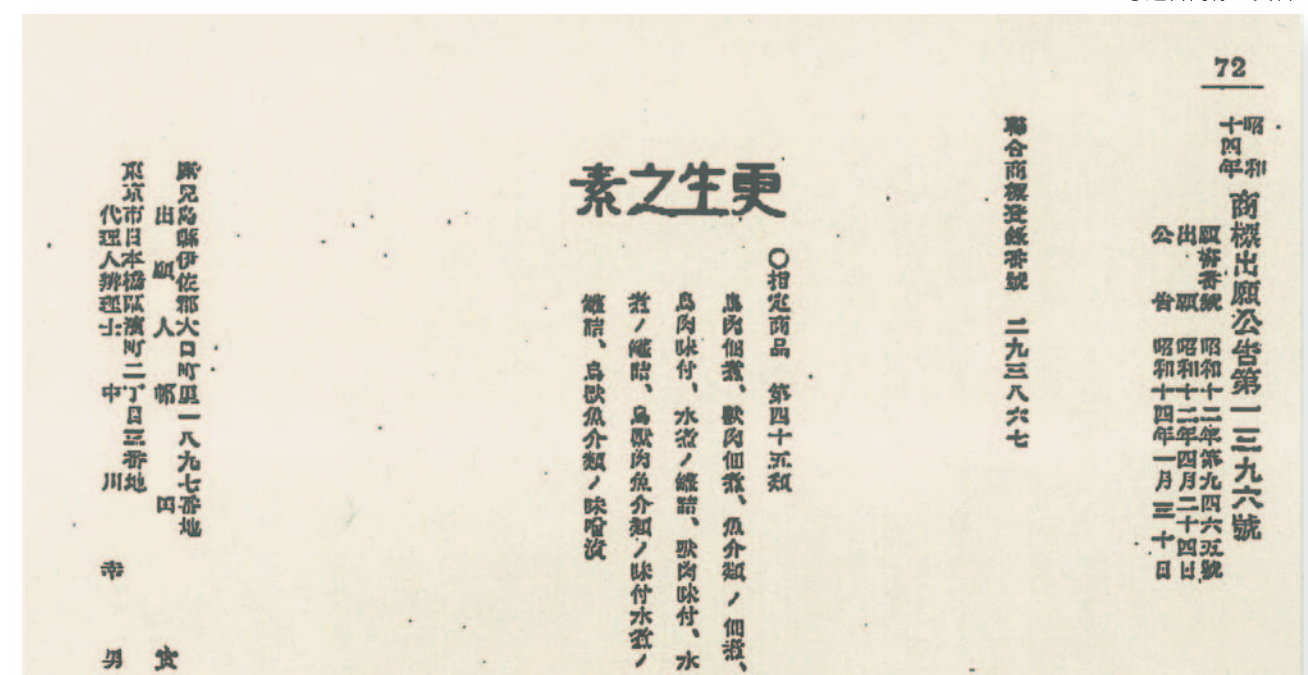 72
昭和十四年 商標出願公告第一三九六號
願書番號 昭和十二年第九四六五號
出願 昭和十二年四月二十四日
公告 昭和十四年一月三十日
聯合商標登錄番號 二九三八六七
更生之素
〇指定商品 第四十五類
鳥肉佃煮、獸肉佃煮、魚介類ノ佃煮、
鳥肉味付、水煮ノ罐詰、獸肉味付、水
煮ノ罐詰、鳥獸肉魚介類ノ味付水煮ノ
罐詰、鳥獸魚介類ノ味噌漬
鹿兒島縣伊佐郡大口町里一八九七番地
出願人 田 實
東京市日本橋區濱町二丁目三番地
代理人辨理士 中川幸男